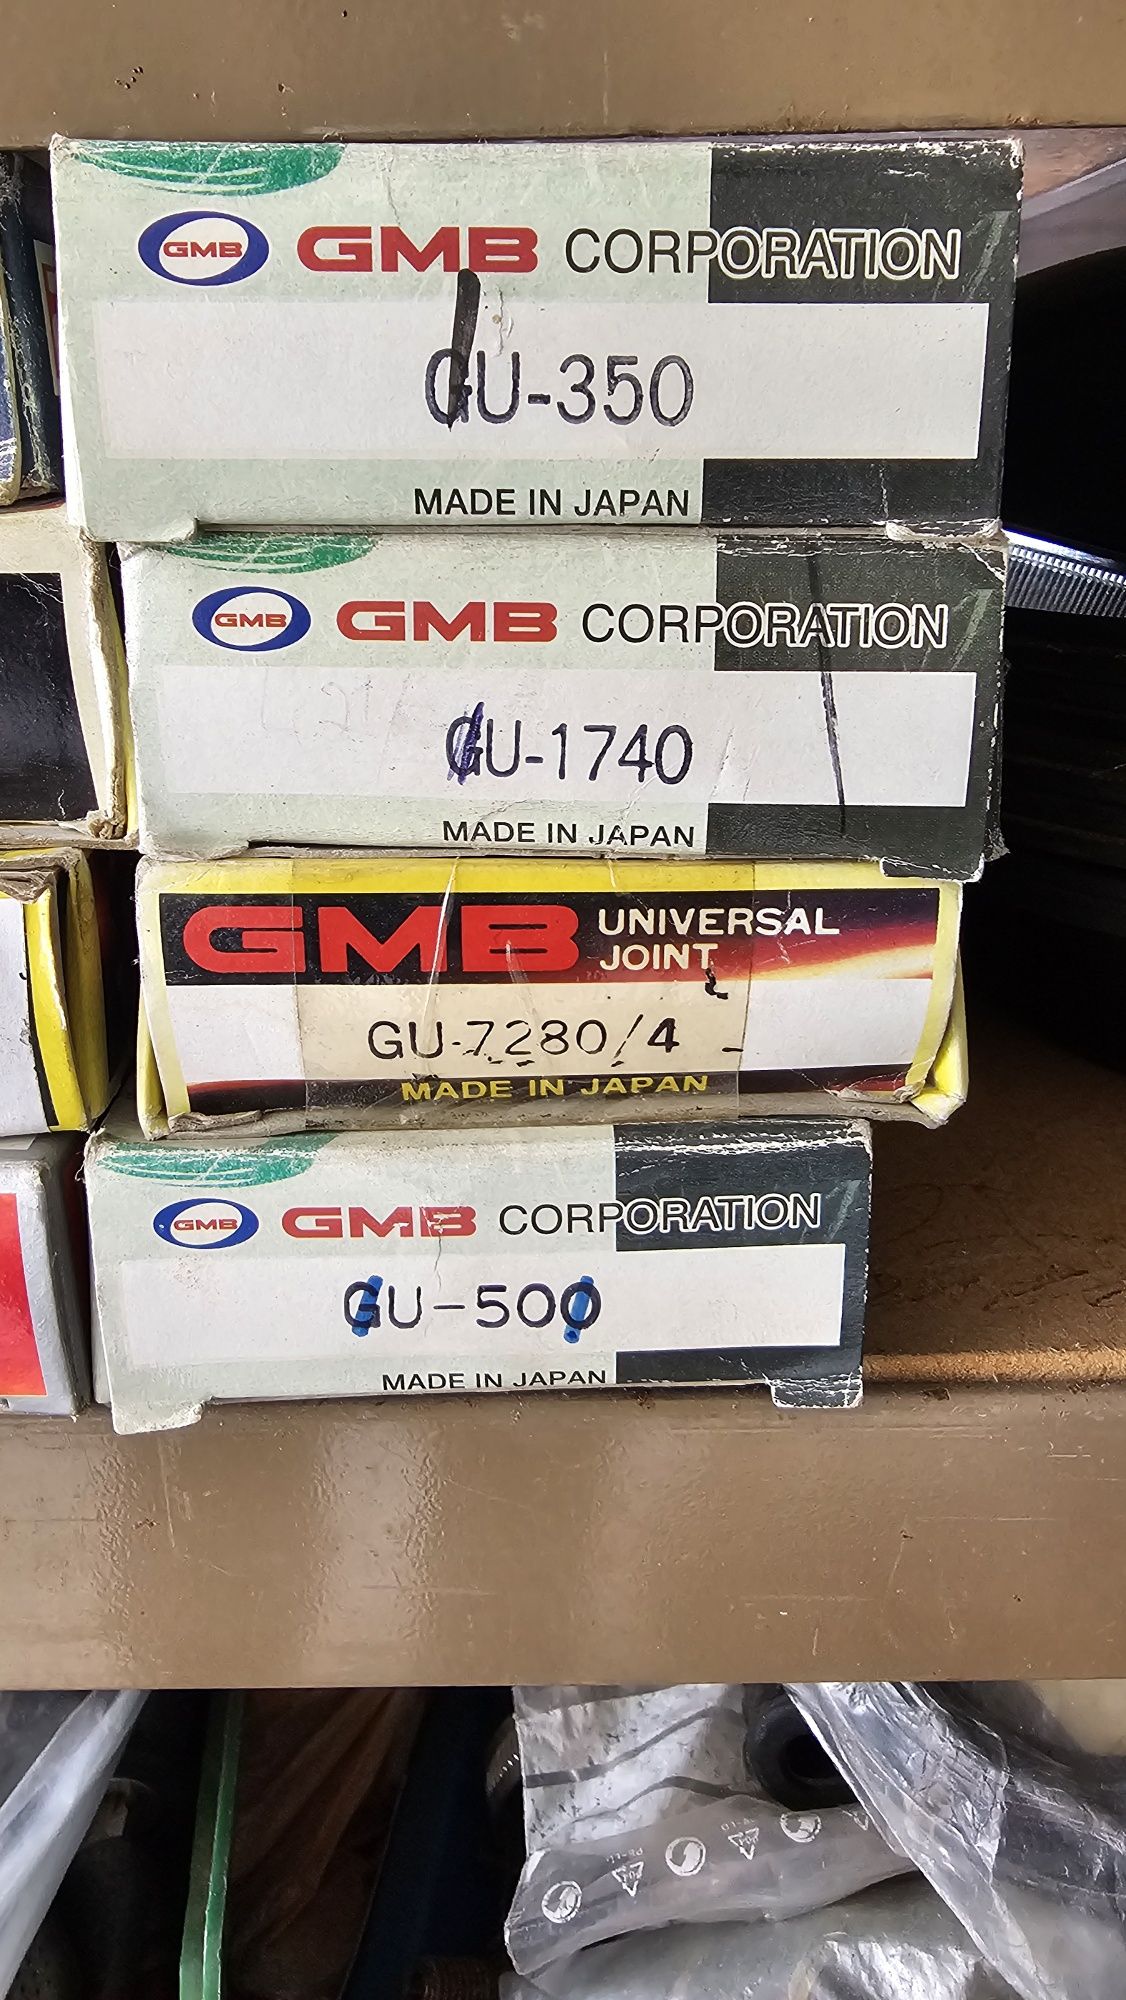 GMB GMB CORPORATION
GU-350
MADE IN JAPAN
GMB GMB CORPORATION
GU-1740
MADE IN JAPAN
GMB UNIVERSAL
JOINT
GU-7280/4
MADE IN JAPAN
GMB GMB CORPORATION
GU-500
MADE IN JAPAN